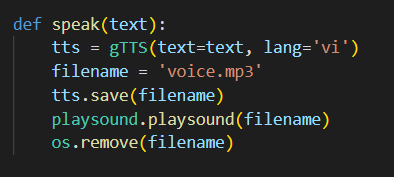 def speak(text):
    tts = gTTS(text=text, lang='vi')
    filename = 'voice.mp3'
    tts.save(filename)
    playsound.playsound(filename)
    os.remove(filename)